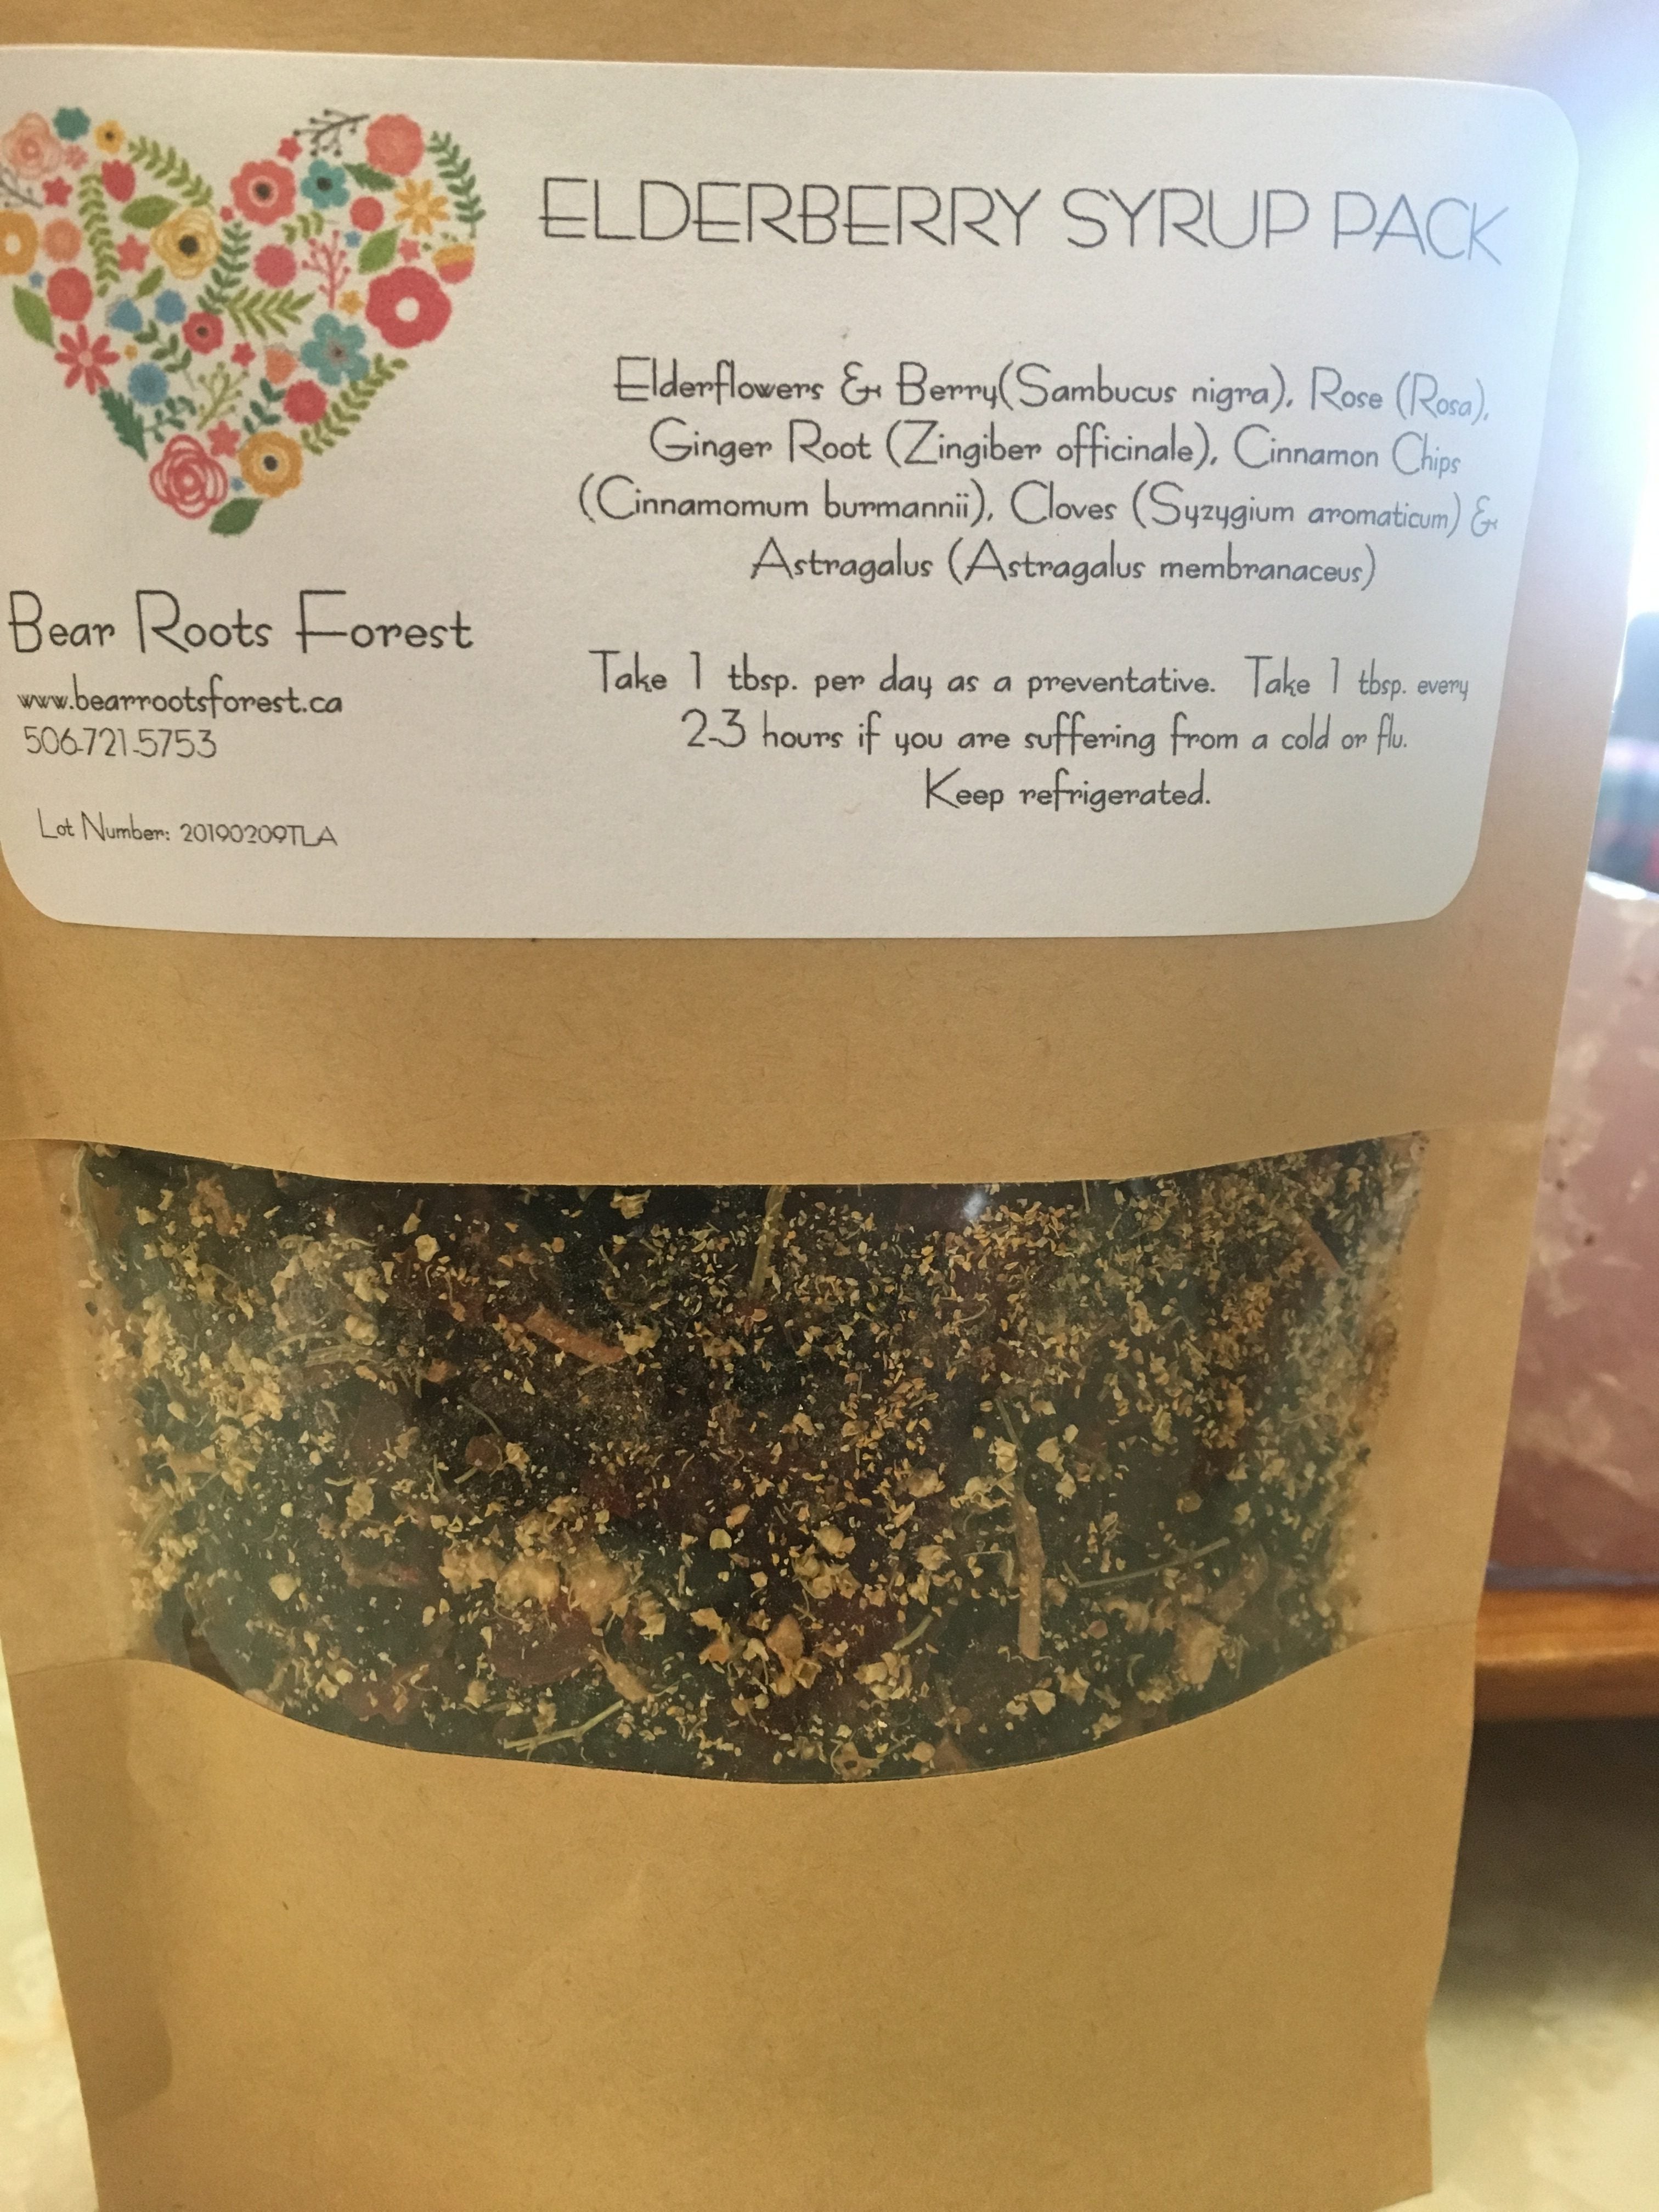 ELDERBERRY SYRUP PACK
Elderflowers & Berry(Sambucus nigra), Rose (Rosa),
Ginger Root (Zingiber officinale), Cinnamon Chips
(Cinnamomum burmannii), Cloves (Syzygium aromaticum) &
Astragalus (Astragalus membranaceus)
Take 1 tbsp. per day as a preventative. Take 1 tbsp. every
2-3 hours if you are suffering from a cold or flu.
Keep refrigerated.
Bear Roots Forest
www.bearrootsforest.ca
506-721-5753
Lot Number: 20190209TLA